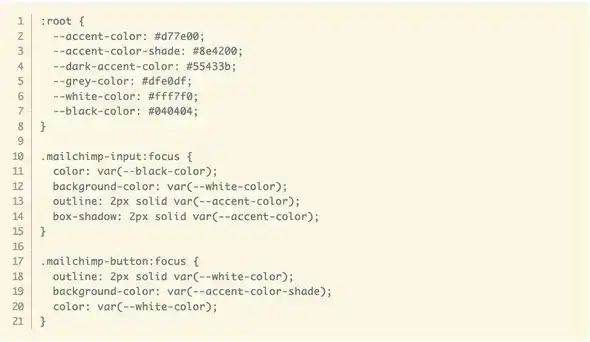 1 :root {
2   --accent-color: #d77e00;
3   --accent-color-shade: #8e4200;
4   --dark-accent-color: #55433b;
5   --grey-color: #dfe0df;
6   --white-color: #fff7f0;
7   --black-color: #040404;
8 }
9
10 .mailchimp-input:focus {
11   color: var(--black-color);
12   background-color: var(--white-color);
13   outline: 2px solid var(--accent-color);
14   box-shadow: 2px solid var(--accent-color);
15 }
16
17 .mailchimp-button:focus {
18   outline: 2px solid var(--white-color);
19   background-color: var(--accent-color-shade);
20   color: var(--white-color);
21 }